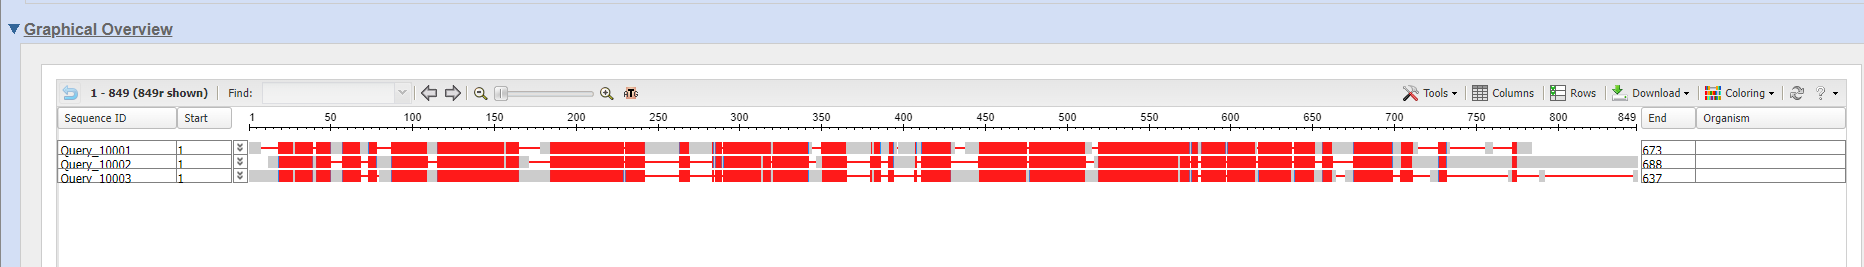 Graphical Overview
1 - 849 (849r shown) Find: ATG Tools Columns Rows Download Coloring ?
Sequence ID Start 1 50 100 150 200 250 300 350 400 450 500 550 600 650 700 750 800 849 End Organism
Query_10001 1 673
Query_10002 1 688
Query_10003 1 637